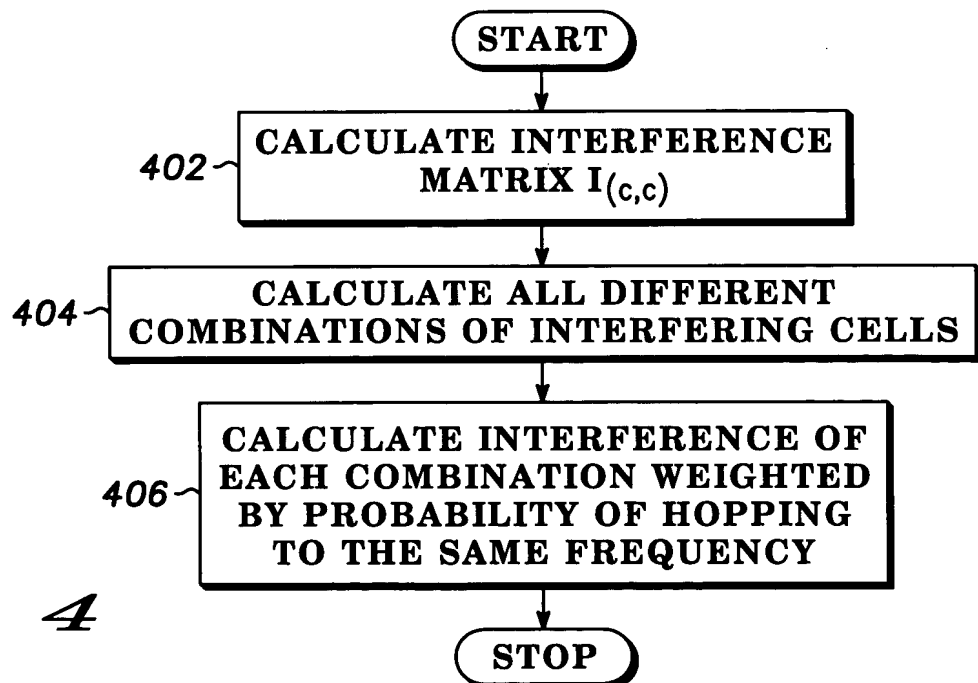 START
402
CALCULATE INTERFERENCE
MATRIX I(c,c)
404
CALCULATE ALL DIFFERENT
COMBINATIONS OF INTERFERING CELLS
406
CALCULATE INTERFERENCE OF
EACH COMBINATION WEIGHTED
BY PROBABILITY OF HOPPING
TO THE SAME FREQUENCY
4
STOP